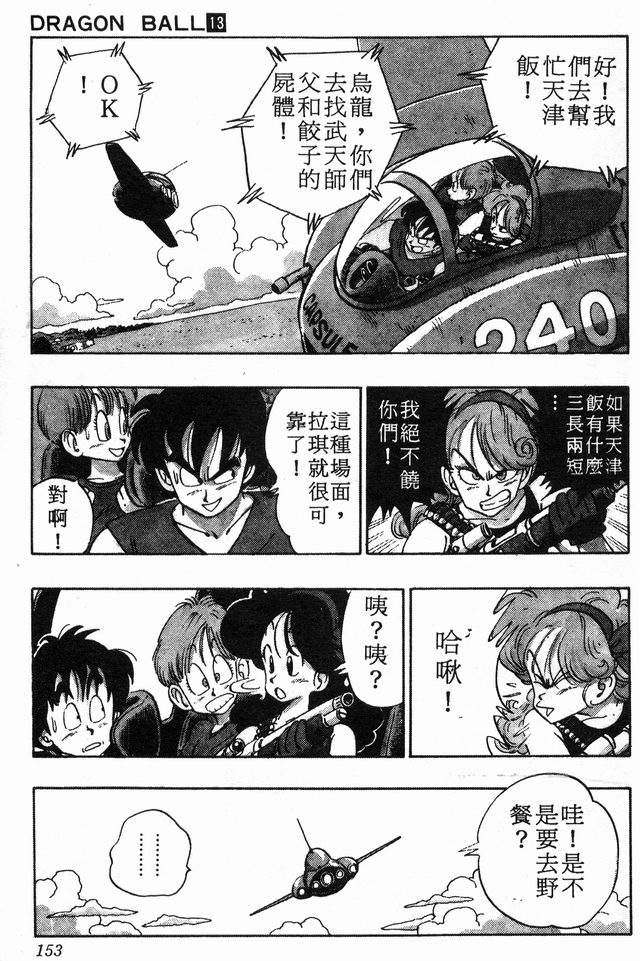 DRAGON BALL 13
好！我
們去幫
忙天津
飯！
烏龍，你們
去找武天師
父和餃子的
屍體！
OK
！
CAPSULE
240
如果天津
飯有什麼
三長兩短
…
我絕不饒
你們！
這種場面，
拉琪就很可
靠了！
對啊！
哈啾！
咦？咦？
哇！是不
是要去野
餐？
………
153